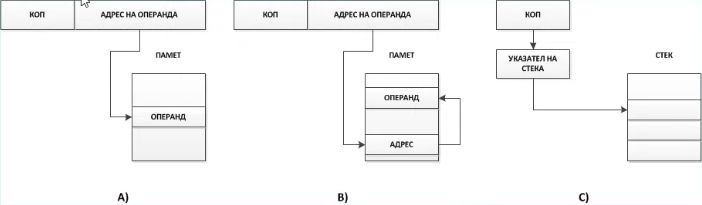 КОП АДРЕС НА ОПЕРАНДА
ПАМЕТ
ОПЕРАНД
A)
КОП АДРЕС НА ОПЕРАНДА
ПАМЕТ
ОПЕРАНД
АДРЕС
B)
КОП
УКАЗАТЕЛ НА
СТЕКА
СТЕК
C)